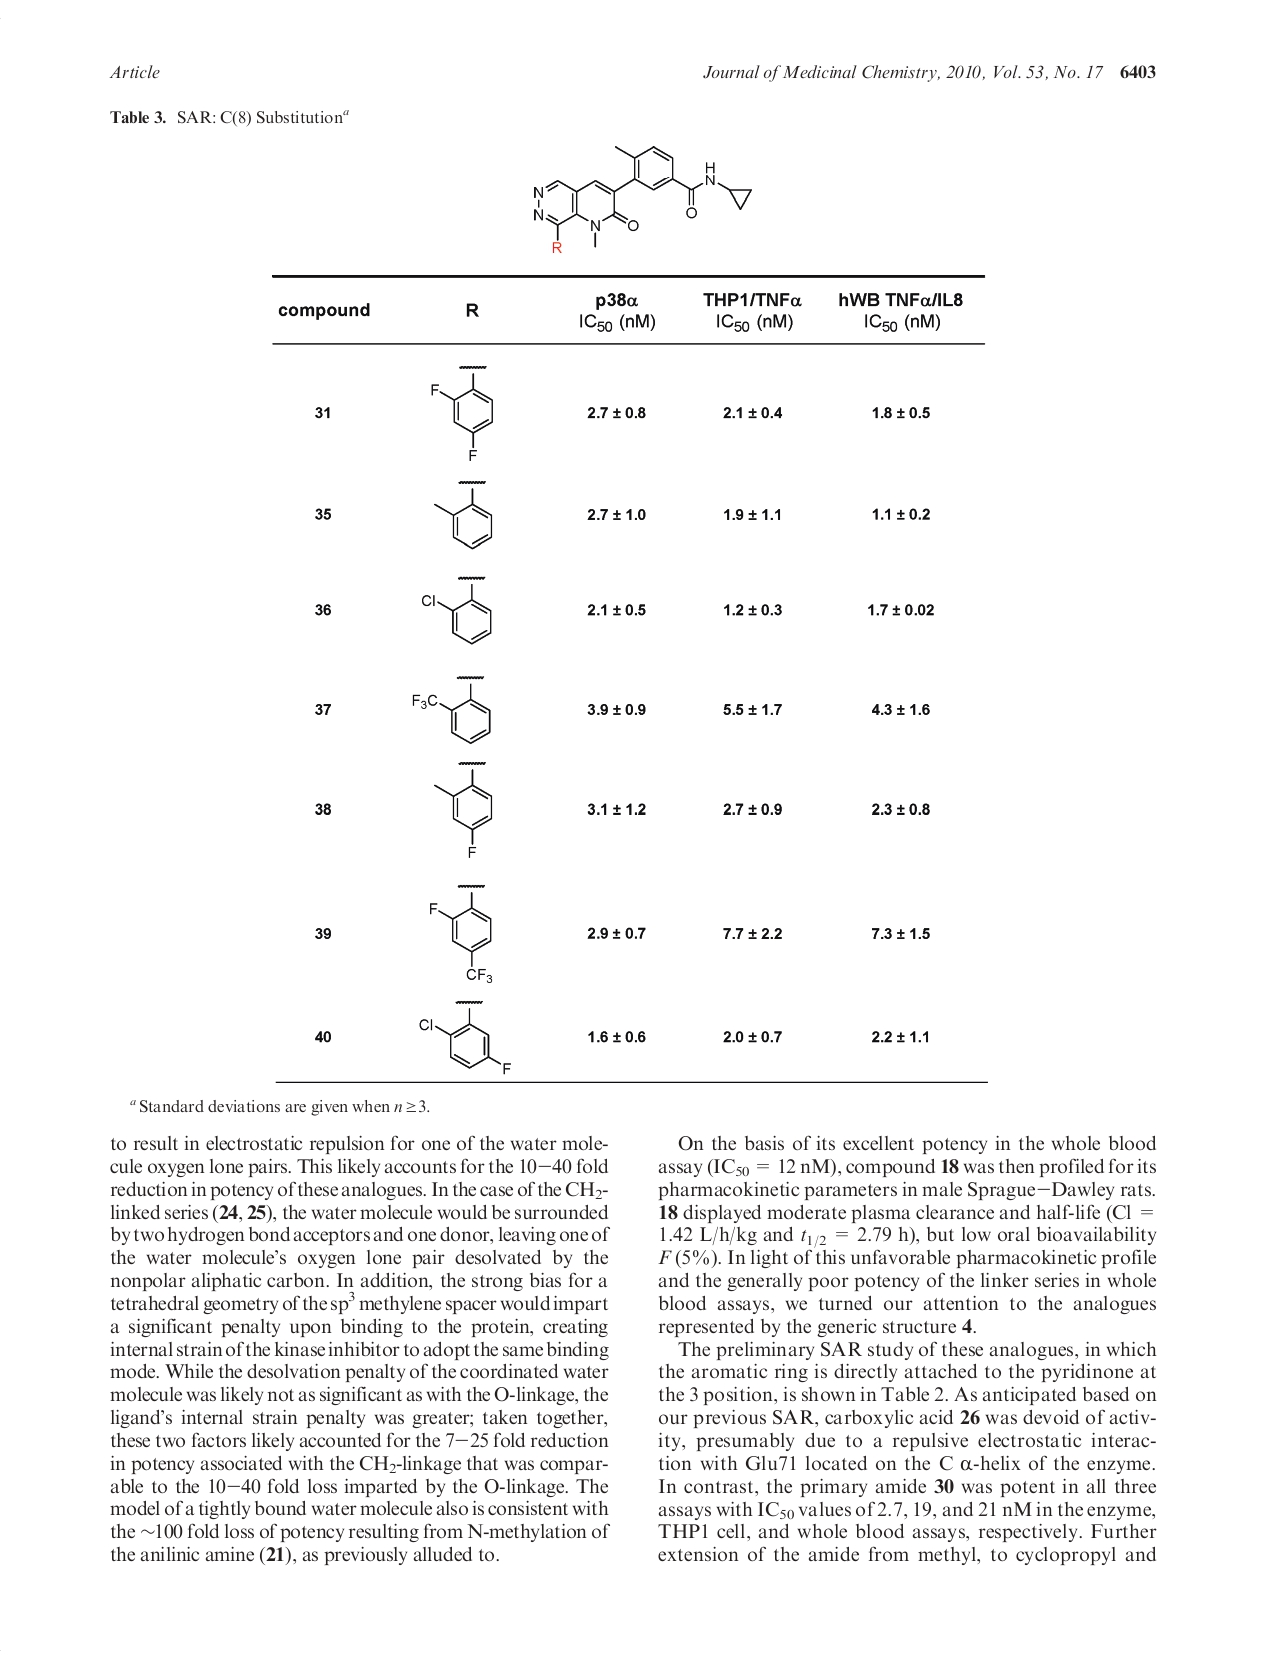 Article
Journal of Medicinal Chemistry, 2010, Vol. 53, No. 17 6403
Table 3. SAR: C(8) Substitutionᵃ
N
N
R
N
O
O
H
N
compound R p38α IC50 (nM) THP1/TNFα IC50 (nM) hWB TNFα/IL8 IC50 (nM)
31 F F 2.7 ± 0.8 2.1 ± 0.4 1.8 ± 0.5
35 2.7 ± 1.0 1.9 ± 1.1 1.1 ± 0.2
36 Cl 2.1 ± 0.5 1.2 ± 0.3 1.7 ± 0.02
37 F3C 3.9 ± 0.9 5.5 ± 1.7 4.3 ± 1.6
38 F 3.1 ± 1.2 2.7 ± 0.9 2.3 ± 0.8
39 F CF3 2.9 ± 0.7 7.7 ± 2.2 7.3 ± 1.5
40 Cl F 1.6 ± 0.6 2.0 ± 0.7 2.2 ± 1.1
ᵃ Standard deviations are given when n ≥ 3.
to result in electrostatic repulsion for one of the water mole-
cule oxygen lone pairs. This likely accounts for the 10−40 fold
reduction in potency of these analogues. In the case of the CH2-
linked series (24, 25), the water molecule would be surrounded
by two hydrogen bond acceptors and one donor, leaving one of
the water molecule's oxygen lone pair desolvated by the
nonpolar aliphatic carbon. In addition, the strong bias for a
tetrahedral geometry of the sp³ methylene spacer would impart
a significant penalty upon binding to the protein, creating
internal strain of the kinase inhibitor to adopt the same binding
mode. While the desolvation penalty of the coordinated water
molecule was likely not as significant as with the O-linkage, the
ligand's internal strain penalty was greater; taken together,
these two factors likely accounted for the 7−25 fold reduction
in potency associated with the CH2-linkage that was compar-
able to the 10−40 fold loss imparted by the O-linkage. The
model of a tightly bound water molecule also is consistent with
the ∼100 fold loss of potency resulting from N-methylation of
the anilinic amine (21), as previously alluded to.
On the basis of its excellent potency in the whole blood
assay (IC50 = 12 nM), compound 18 was then profiled for its
pharmacokinetic parameters in male Sprague−Dawley rats.
18 displayed moderate plasma clearance and half-life (Cl =
1.42 L/h/kg and t1/2 = 2.79 h), but low oral bioavailability
F (5%). In light of this unfavorable pharmacokinetic profile
and the generally poor potency of the linker series in whole
blood assays, we turned our attention to the analogues
represented by the generic structure 4.
The preliminary SAR study of these analogues, in which
the aromatic ring is directly attached to the pyridinone at
the 3 position, is shown in Table 2. As anticipated based on
our previous SAR, carboxylic acid 26 was devoid of activ-
ity, presumably due to a repulsive electrostatic interac-
tion with Glu71 located on the C α-helix of the enzyme.
In contrast, the primary amide 30 was potent in all three
assays with IC50 values of 2.7, 19, and 21 nM in the enzyme,
THP1 cell, and whole blood assays, respectively. Further
extension of the amide from methyl, to cyclopropyl and